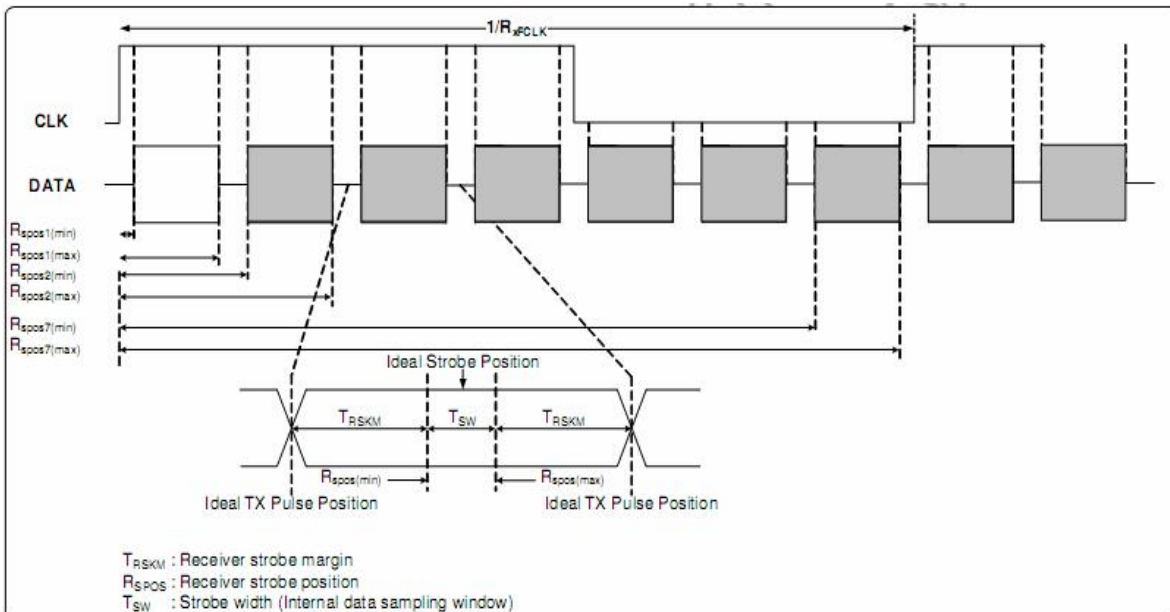 1/RxFCLK
CLK
DATA
Rspos1(min)
Rspos1(max)
Rspos2(min)
Rspos2(max)
Rspos7(min)
Rspos7(max)
Ideal Strobe Position
TRSKM TSW TRSKM
Rspos(min) Rspos(max)
Ideal TX Pulse Position Ideal TX Pulse Position
TRSKM : Receiver strobe margin
RSPOS : Receiver strobe position
TSW : Strobe width (Internal data sampling window)